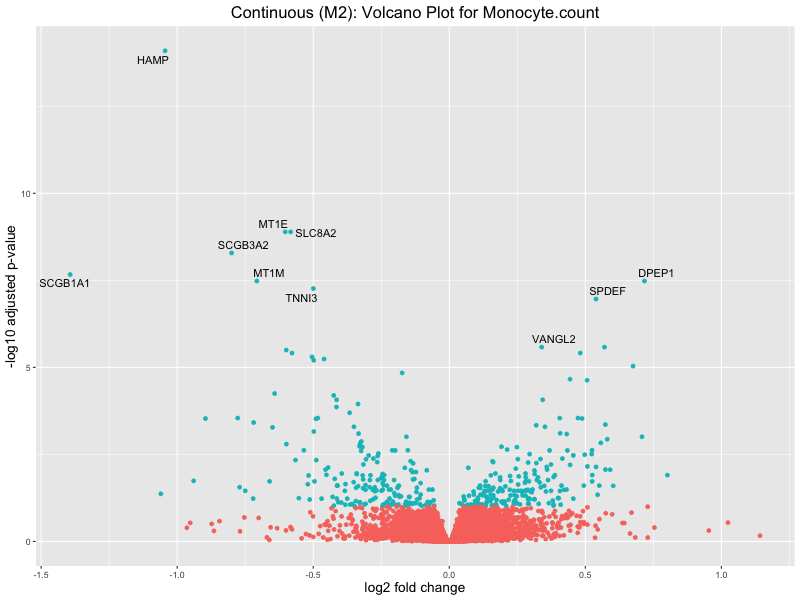 Continuous (M2): Volcano Plot for Monocyte.count
HAMP
10
MT1E
SLC8A2
SCGB3A2
MT1M
DPEP1
SCGB1A1
SPDEF
TNNI3
VANGL2
5
0
-log10 adjusted p-value
-1.5 -1.0 -0.5 0.0 0.5 1.0
log2 fold change